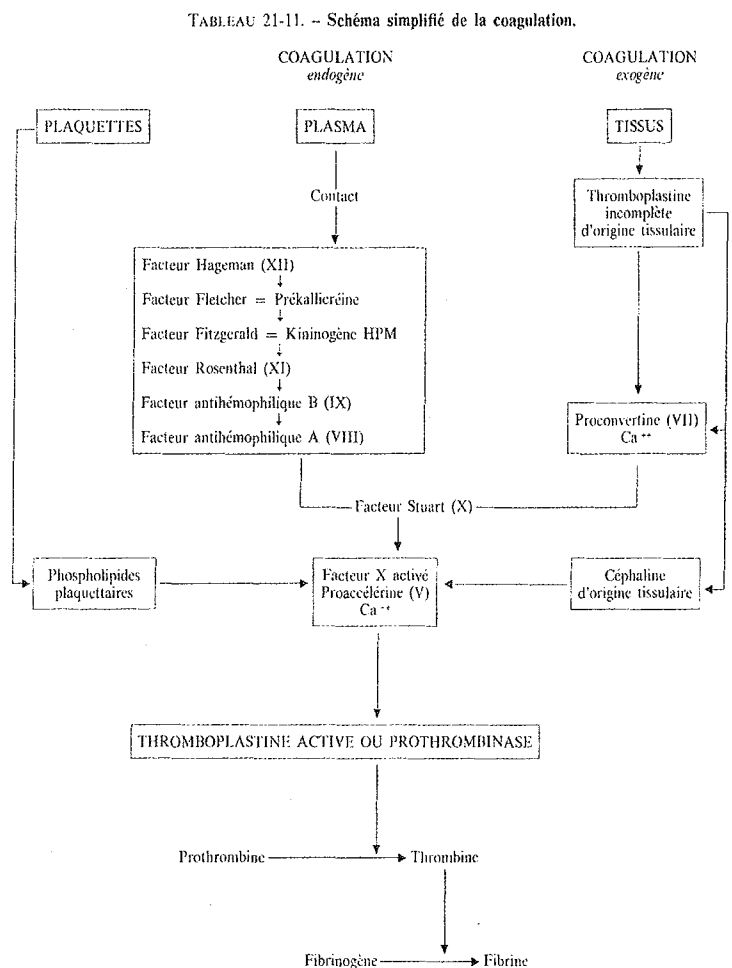 TABLEAU 21-11. – Schéma simplifié de la coagulation.
COAGULATION
endogène
COAGULATION
exogène
PLAQUETTES
PLASMA
TISSUS
Contact
Thromboplastine
incomplète
d'origine tissulaire
Facteur Hageman (XII)
Facteur Fletcher = Prékallicréine
Facteur Fitzgerald = Kininogène HPM
Facteur Rosenthal (XI)
Facteur antihémophilique B (IX)
Facteur antihémophilique A (VIII)
Proconvertine (VII)
Ca ++
Facteur Stuart (X)
Phospholipides
plaquettaires
Facteur X activé
Proaccélérine (V)
Ca ++
Céphaline
d'origine tissulaire
THROMBOPLASTINE ACTIVE OU PROTHROMBINASE
Prothrombine
Thrombine
Fibrinogène
Fibrine